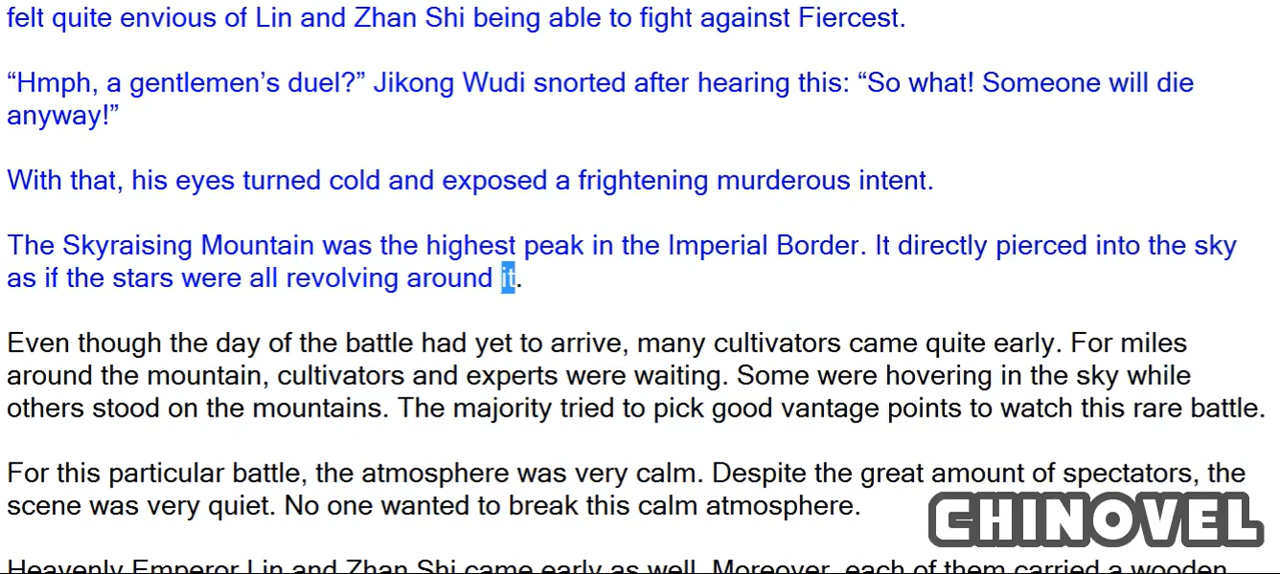 felt quite envious of Lin and Zhan Shi being able to fight against Fiercest.
“Hmph, a gentlemen’s duel?” Jikong Wudi snorted after hearing this: “So what! Someone will die
anyway!”
With that, his eyes turned cold and exposed a frightening murderous intent.
The Skyraising Mountain was the highest peak in the Imperial Border. It directly pierced into the sky
as if the stars were all revolving around it.
Even though the day of the battle had yet to arrive, many cultivators came quite early. For miles
around the mountain, cultivators and experts were waiting. Some were hovering in the sky while
others stood on the mountains. The majority tried to pick good vantage points to watch this rare battle.
For this particular battle, the atmosphere was very calm. Despite the great amount of spectators, the
scene was very quiet. No one wanted to break this calm atmosphere.
CHINOVEL
Heavenly Emperor Lin and Zhan Shi came early as well. Moreover, each of them carried a wooden